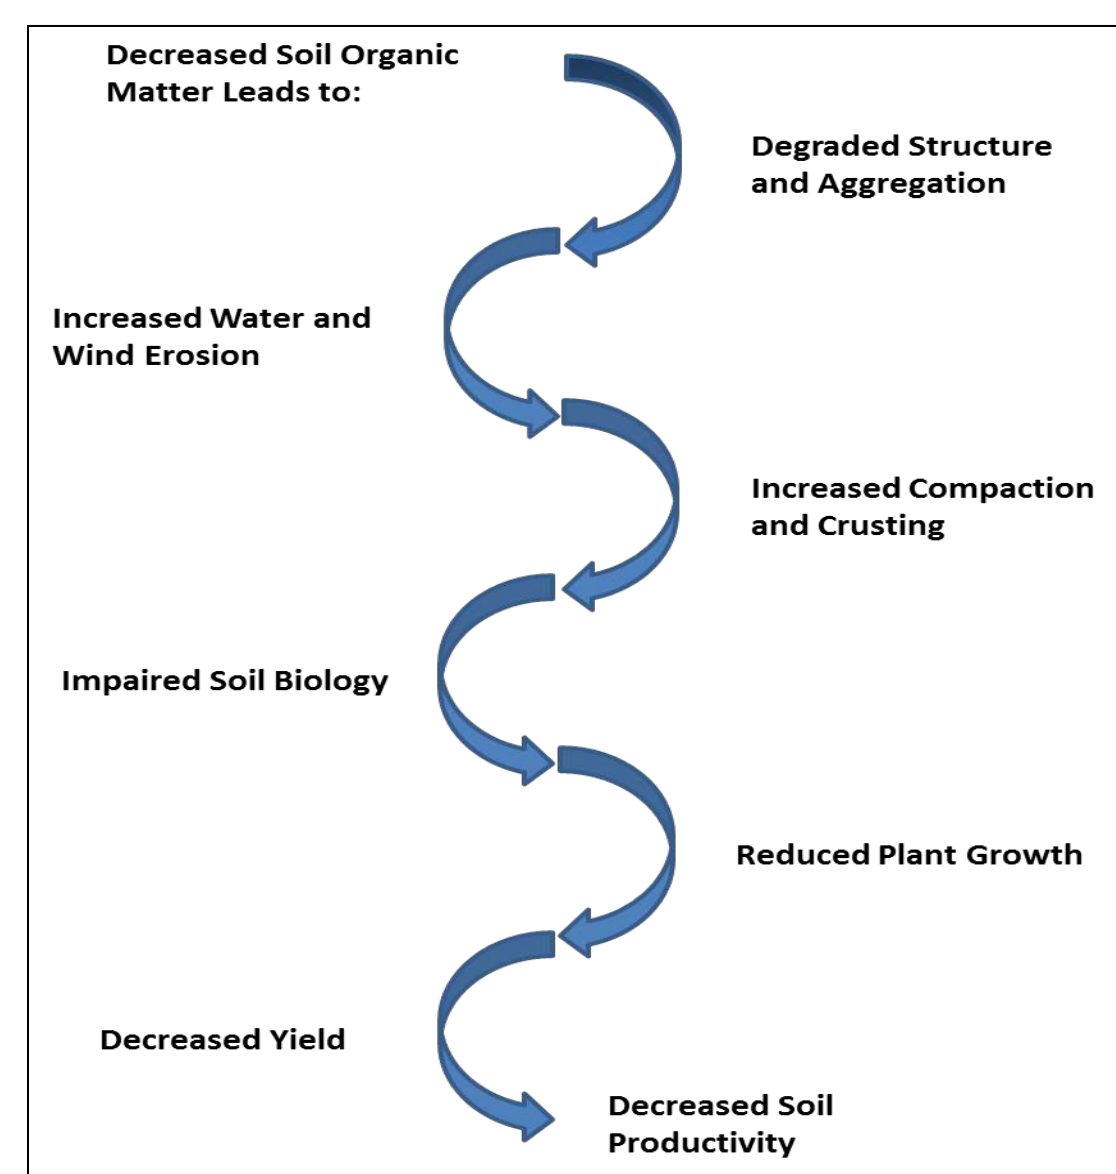 Decreased Soil Organic
Matter Leads to:
Degraded Structure
and Aggregation
Increased Water and
Wind Erosion
Increased Compaction
and Crusting
Impaired Soil Biology
Reduced Plant Growth
Decreased Yield
Decreased Soil
Productivity